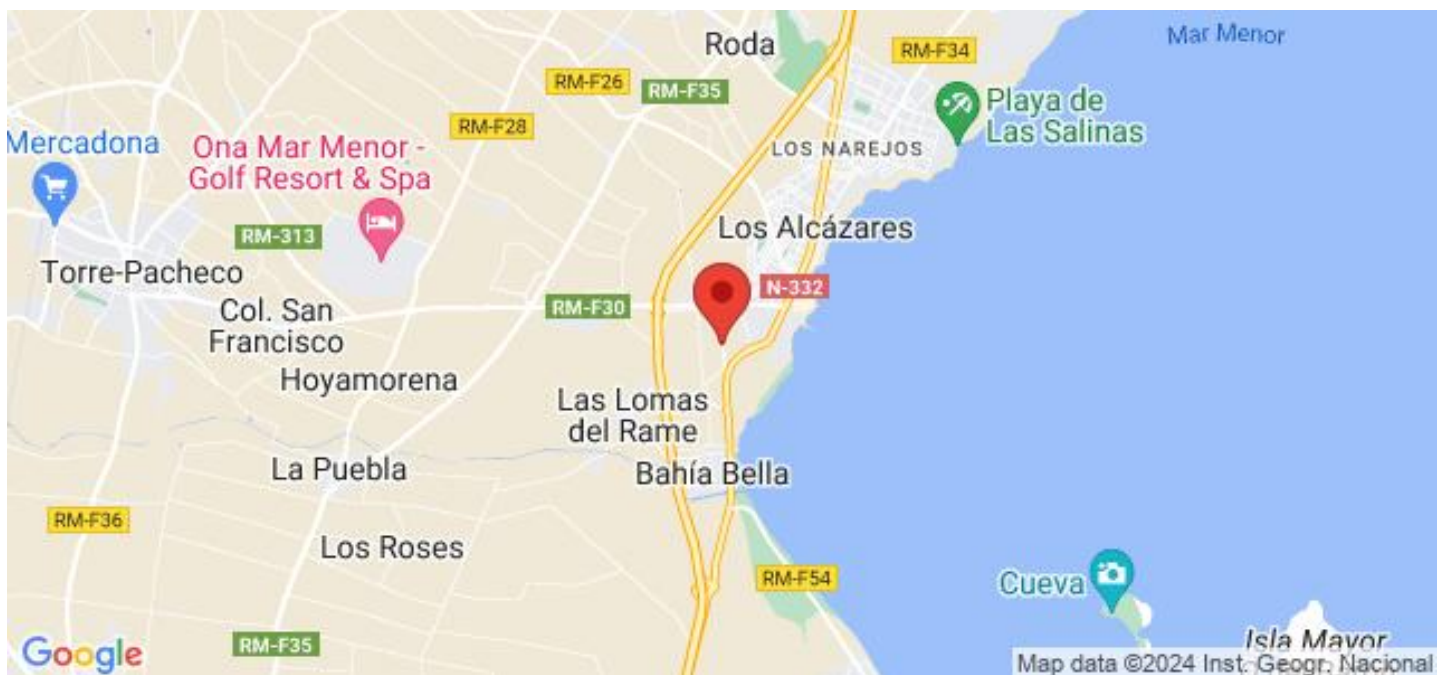 Roda
RM-F34
Mar Menor
RM-F26
RM-F35
Playa de
Las Salinas
RM-F28
Mercadona
Ona Mar Menor -
Golf Resort & Spa
LOS NAREJOS
Los Alcázares
RM-313
Torre-Pacheco
N-332
Col. San
Francisco
RM-F30
Hoyamorena
Las Lomas
del Rame
La Puebla
Bahía Bella
RM-F36
Los Roses
RM-F54
Cueva
Isla Mayor
RM-F35
Google
Map data ©2024 Inst. Geogr. Nacional